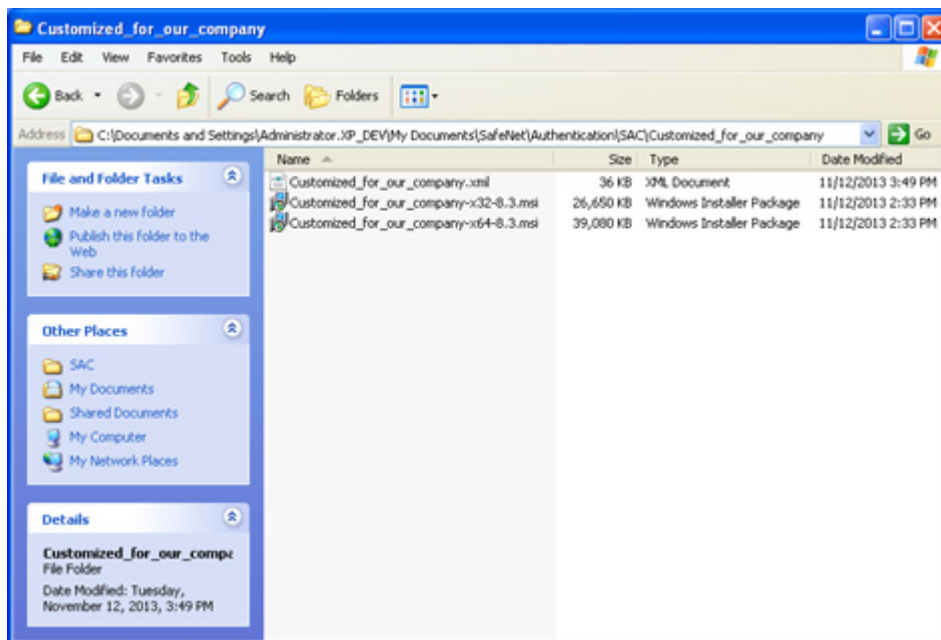 Customized_for_our_company
File Edit View Favorites Tools Help
Back Search Folders
Address C:\Documents and Settings\Administrator.XP_DEV\My Documents\SafeNet\Authentication\SAC\Customized_for_our_company Go
Name Size Type Date Modified
Customized_for_our_company.xml 36 KB XML Document 11/12/2013 3:49 PM
Customized_for_our_company-x32-8.3.msi 26,650 KB Windows Installer Package 11/12/2013 2:33 PM
Customized_for_our_company-x64-8.3.msi 39,080 KB Windows Installer Package 11/12/2013 2:33 PM
File and Folder Tasks
Make a new folder
Publish this folder to the
Web
Share this folder
Other Places
SAC
My Documents
Shared Documents
My Computer
My Network Places
Details
Customized_for_our_compa
File Folder
Date Modified: Tuesday,
November 12, 2013, 3:49 PM